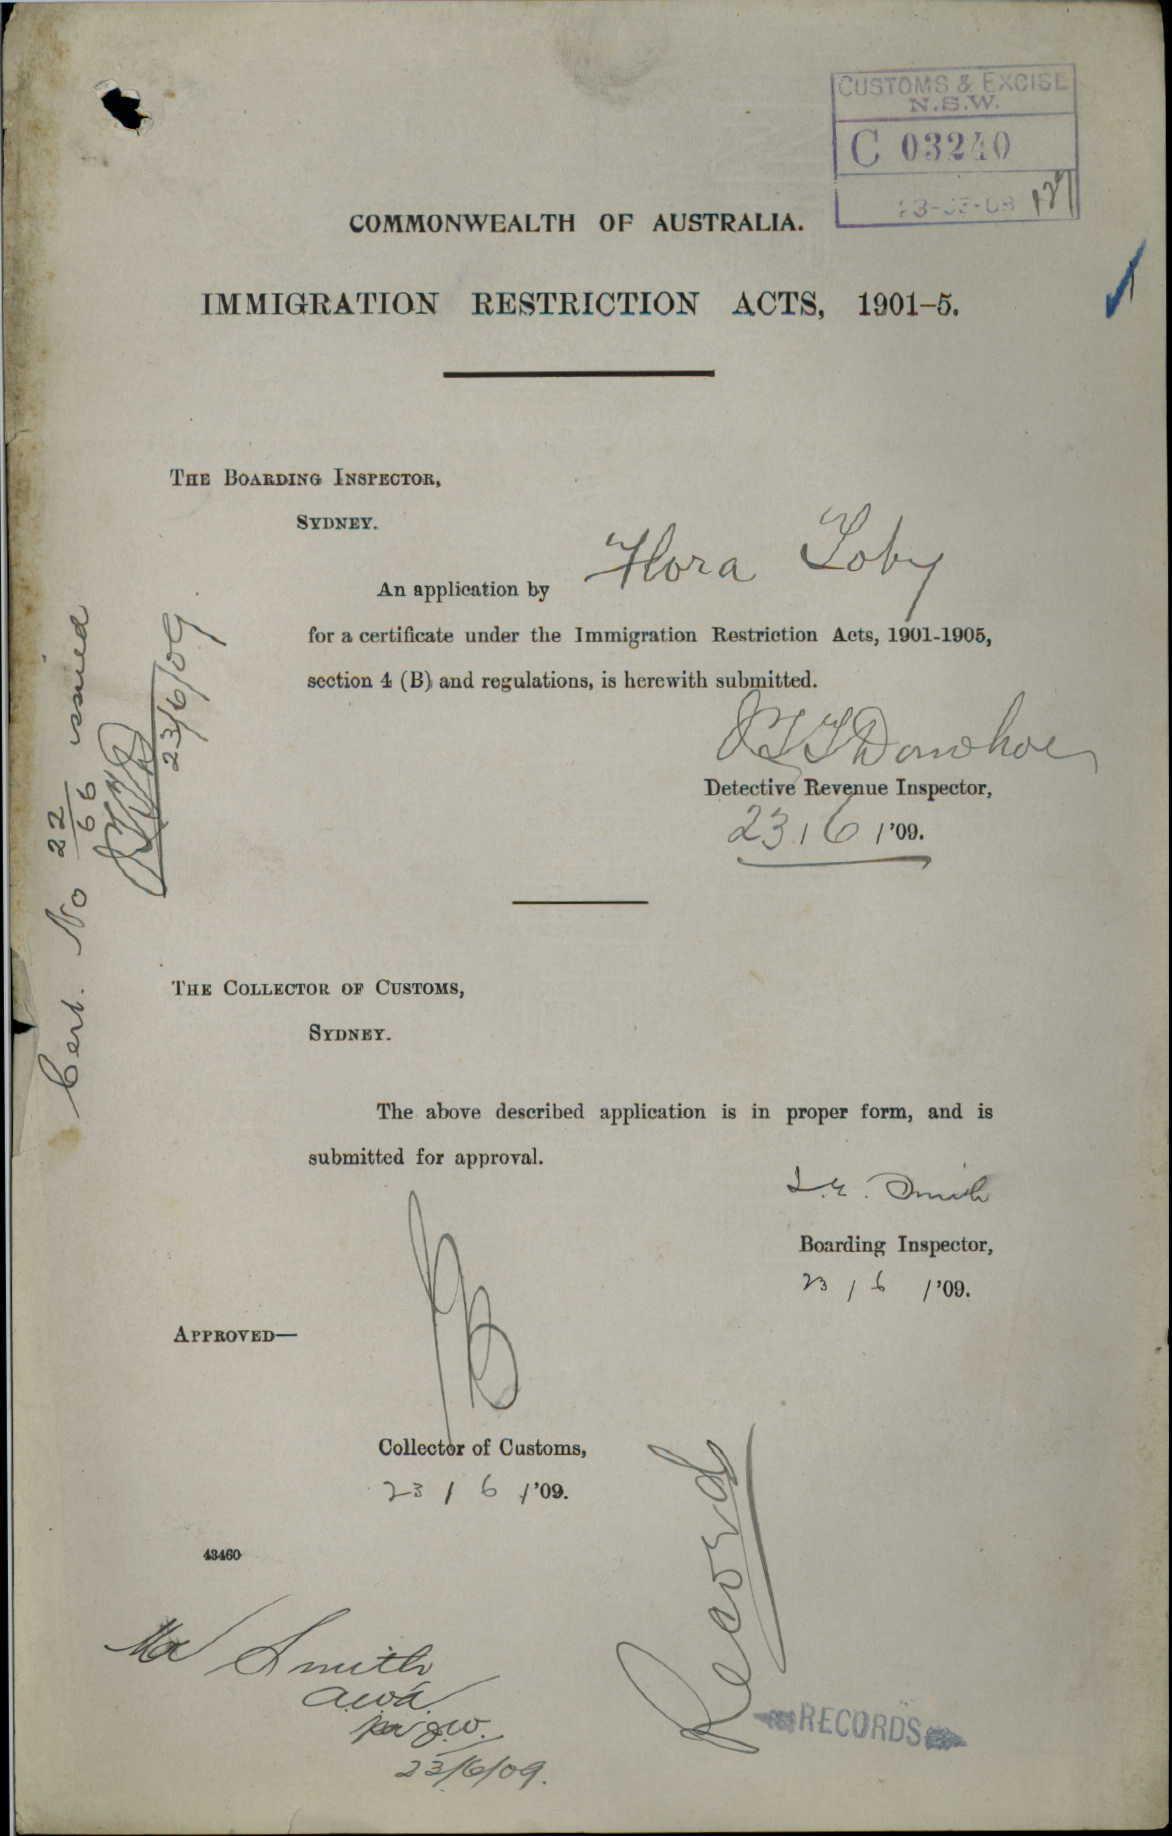 CUSTOMS & EXCISE
N.S.W.
C 03240
COMMONWEALTH OF AUSTRALIA.
IMMIGRATION RESTRICTION ACTS, 1901-5.
THE BOARDING INSPECTOR,
SYDNEY.
An application by Flora Toby
for a certificate under the Immigration Restriction Acts, 1901-1905,
section 4 (B) and regulations, is herewith submitted.
Donohoe
Detective Revenue Inspector,
23/6/'09.
Cert. No 22/66 issued
23/6/09
THE COLLECTOR OF CUSTOMS,
SYDNEY.
The above described application is in proper form, and is
submitted for approval.
Smith
Boarding Inspector,
23/6/'09.
APPROVED—
Collector of Customs,
23/6/'09.
43460
Records
Mr Smith
23/6/09.
RECORDS